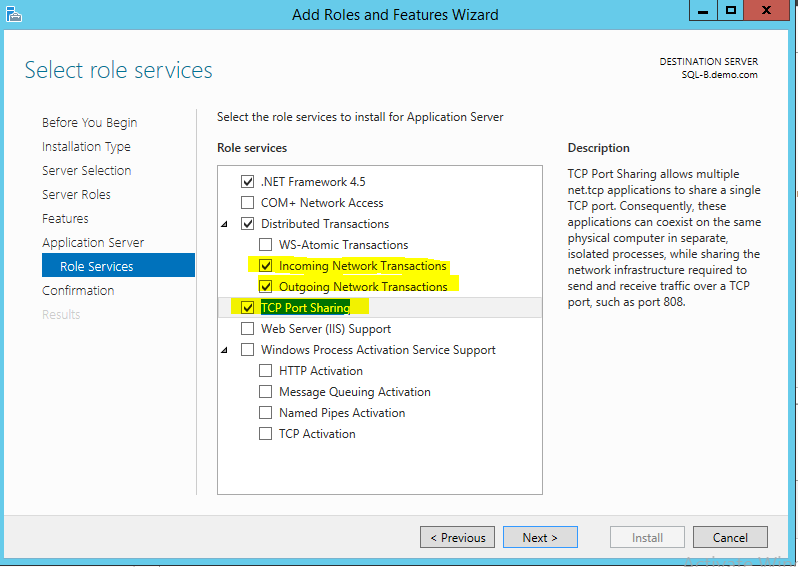 Add Roles and Features Wizard
Select role services
DESTINATION SERVER
SQL-B.demo.com
Before You Begin
Installation Type
Server Selection
Server Roles
Features
Application Server
Role Services
Confirmation
Results
Select the role services to install for Application Server
Role services
.NET Framework 4.5
COM+ Network Access
Distributed Transactions
WS-Atomic Transactions
Incoming Network Transactions
Outgoing Network Transactions
TCP Port Sharing
Web Server (IIS) Support
Windows Process Activation Service Support
HTTP Activation
Message Queuing Activation
Named Pipes Activation
TCP Activation
Description
TCP Port Sharing allows multiple
net.tcp applications to share a single
TCP port. Consequently, these
applications can coexist on the same
physical computer in separate,
isolated processes, while sharing the
network infrastructure required to
send and receive traffic over a TCP
port, such as port 808.
< Previous
Next >
Install
Cancel